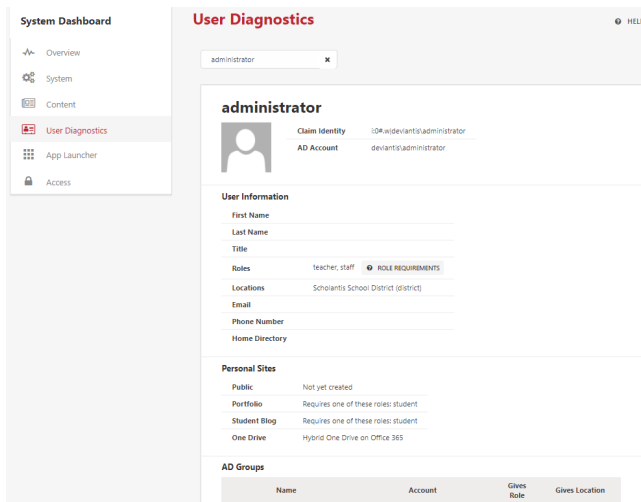 System Dashboard
Overview
System
Content
User Diagnostics
App Launcher
Access
User Diagnostics
HEL
administrator
administrator
Claim Identity i:0#.w|devlantis\administrator
AD Account devlantis\administrator
User Information
First Name
Last Name
Title
Roles teacher, staff ROLE REQUIREMENTS
Locations Scholantis School District (district)
Email
Phone Number
Home Directory
Personal Sites
Public Not yet created
Portfolio Requires one of these roles: student
Student Blog Requires one of these roles: student
One Drive Hybrid One Drive on Office 365
AD Groups
Name Account Gives Role Gives Location